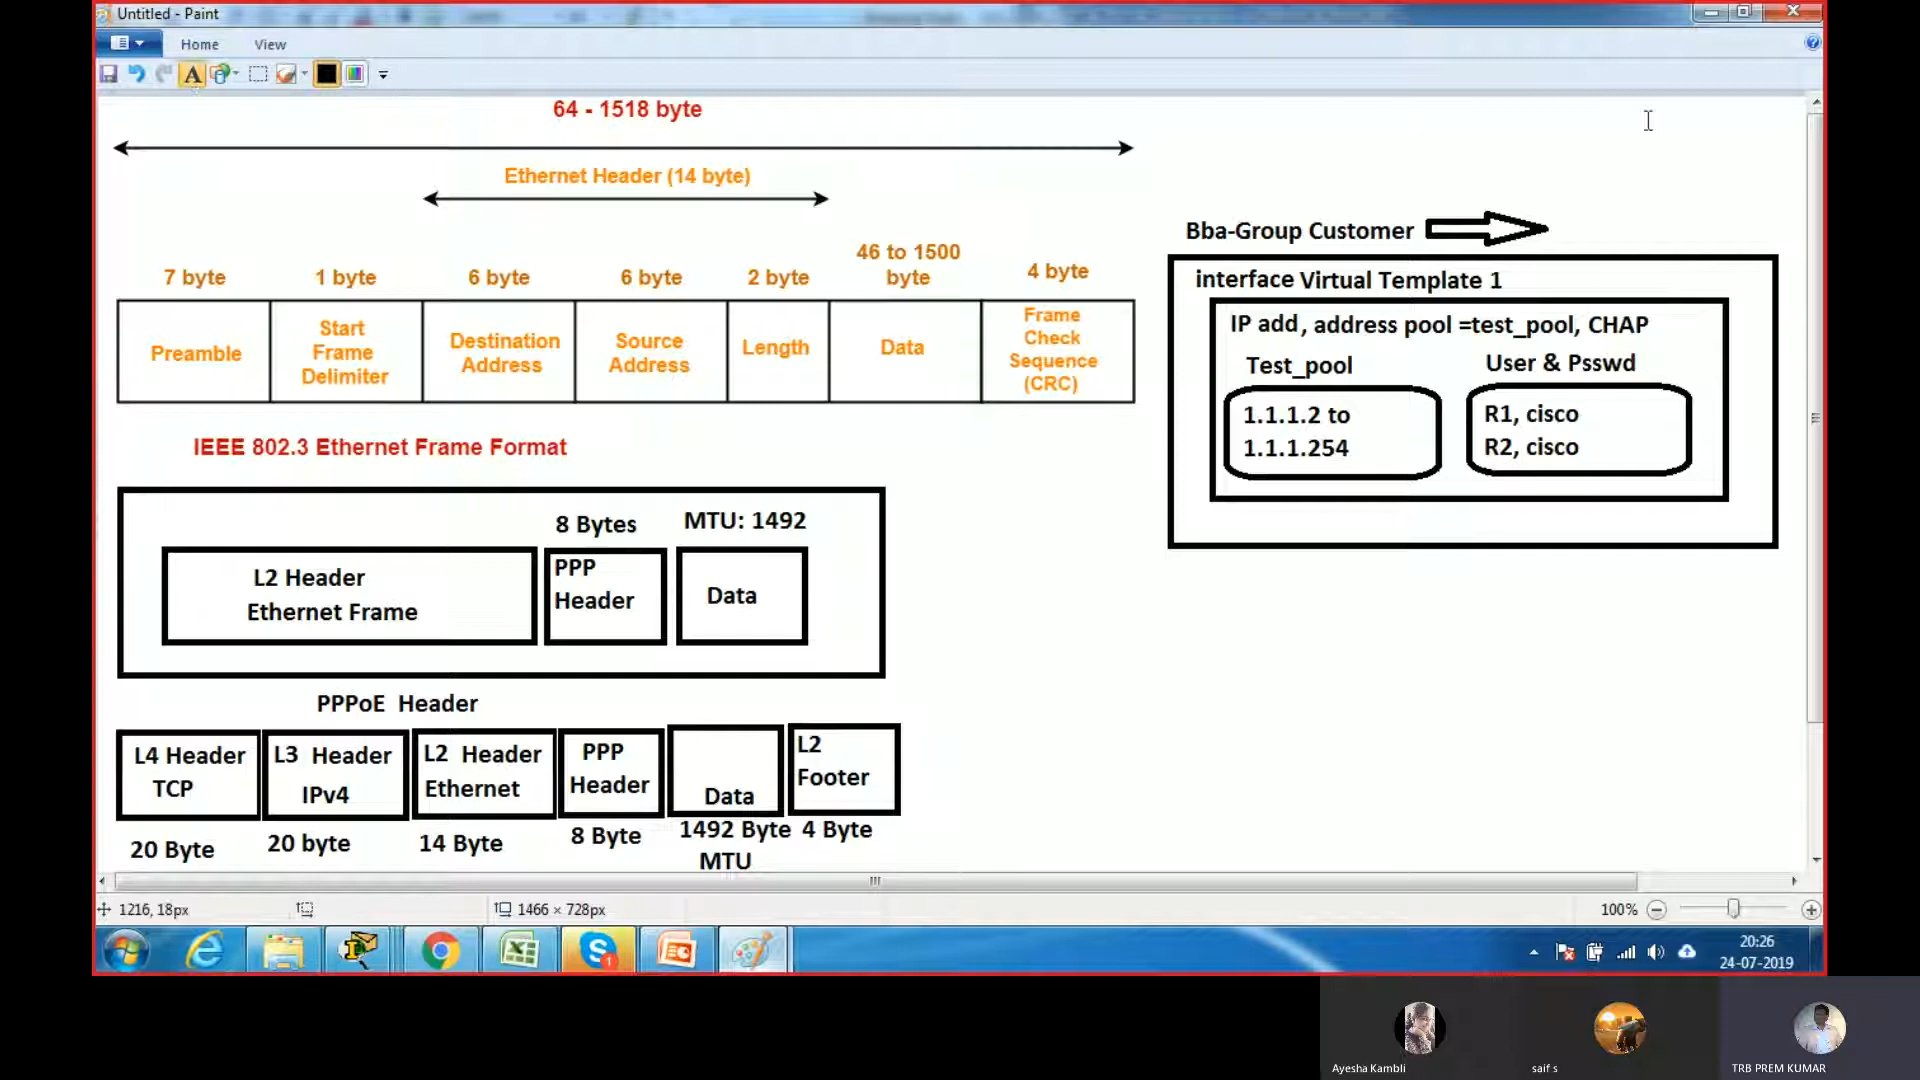 Untitled - Paint
Home View
A
64 - 1518 byte
Ethernet Header (14 byte)
7 byte 1 byte 6 byte 6 byte 2 byte 46 to 1500 byte 4 byte
Preamble
Start
Frame
Delimiter
Destination
Address
Source
Address
Length
Data
Frame
Check
Sequence
(CRC)
IEEE 802.3 Ethernet Frame Format
8 Bytes MTU: 1492
L2 Header
Ethernet Frame
PPP
Header
Data
PPPoE Header
L4 Header
TCP
L3 Header
IPv4
L2 Header
Ethernet
PPP
Header
Data
L2
Footer
20 Byte 20 byte 14 Byte 8 Byte 1492 Byte 4 Byte
MTU
Bba-Group Customer
interface Virtual Template 1
IP add, address pool =test_pool, CHAP
Test_pool User & Psswd
1.1.1.2 to
1.1.1.254
R1, cisco
R2, cisco
1216, 18px 1466 × 728px 100%
20:26
24-07-2019
S 1
Ayesha Kambli saif s TRB PREM KUMAR